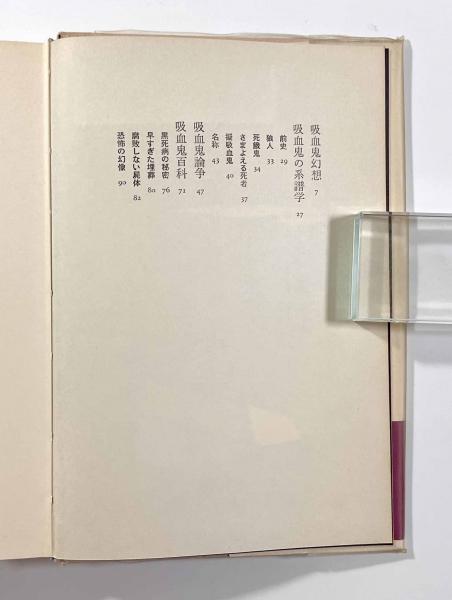 吸血鬼幻想 7
吸血鬼の系譜学 27
前史 29
狼人 33
死餓鬼 34
さまよえる死者 37
擬吸血鬼 40
名称 43
吸血鬼論争 47
吸血鬼百科 71
黒死病の秘密 76
早すぎた埋葬 80
腐敗しない屍体 82
恐怖の幻像 90